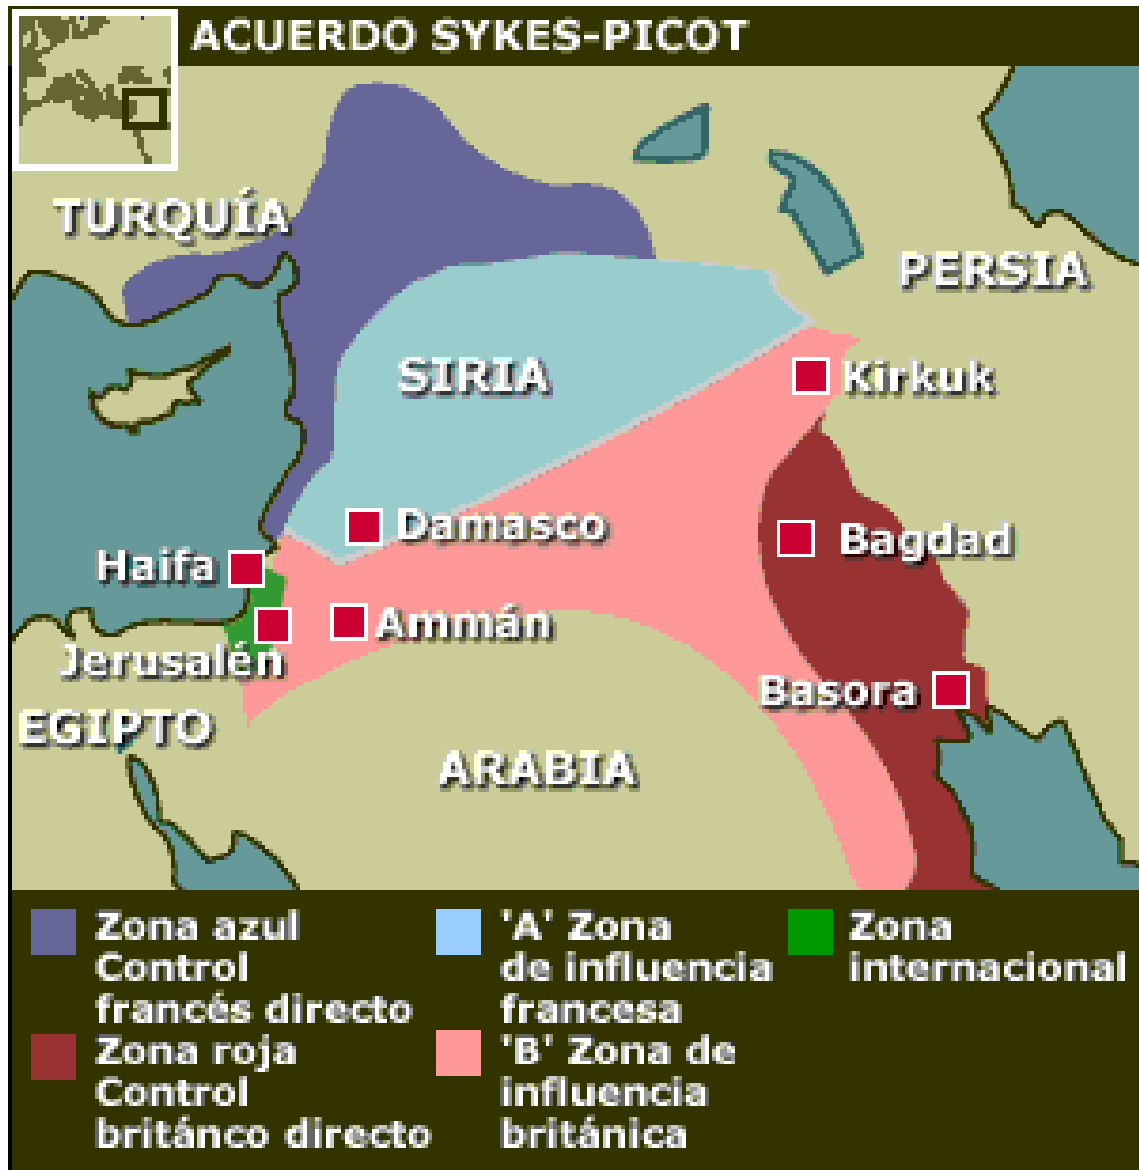 ACUERDO SYKES-PICOT
TURQUÍA
PERSIA
SIRIA
Kirkuk
Damasco
Bagdad
Haifa
Ammán
Jerusalén
Basora
EGIPTO
ARABIA
Zona azul
Control
francés directo
'A' Zona
de influencia
francesa
Zona
internacional
Zona roja
Control
británco directo
'B' Zona de
influencia
británica